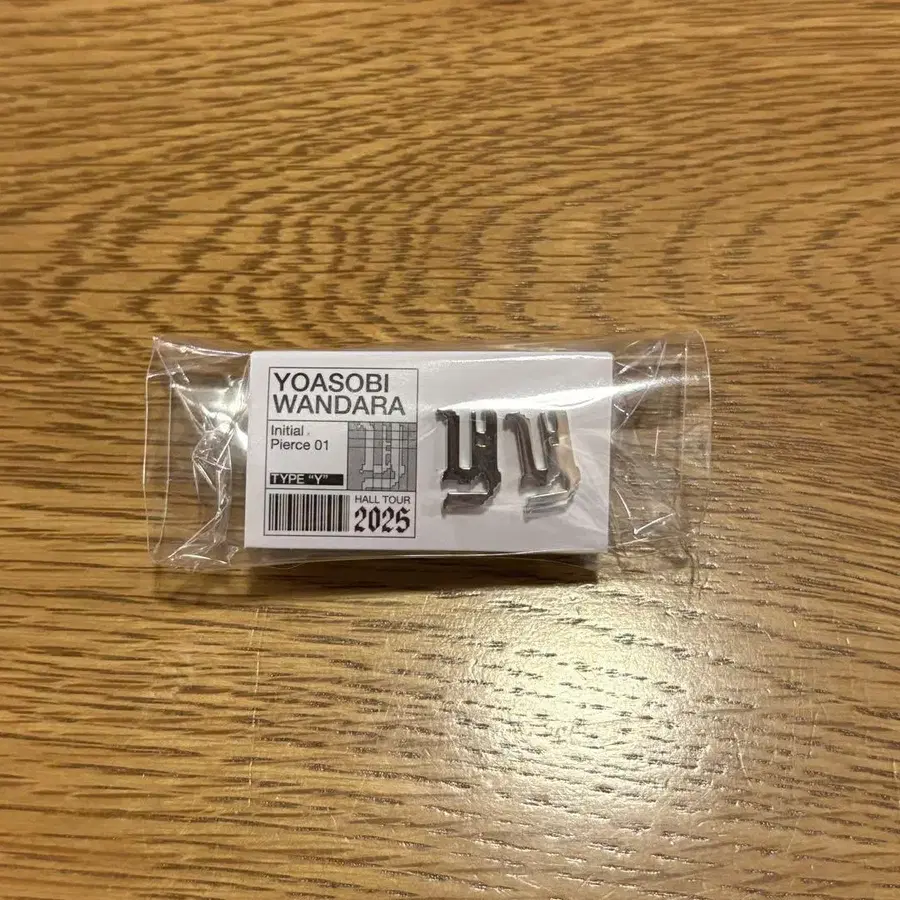 YOASOBI
WANDARA
Initial
Pierce 01
TYPE "Y"
HALL TOUR
2025